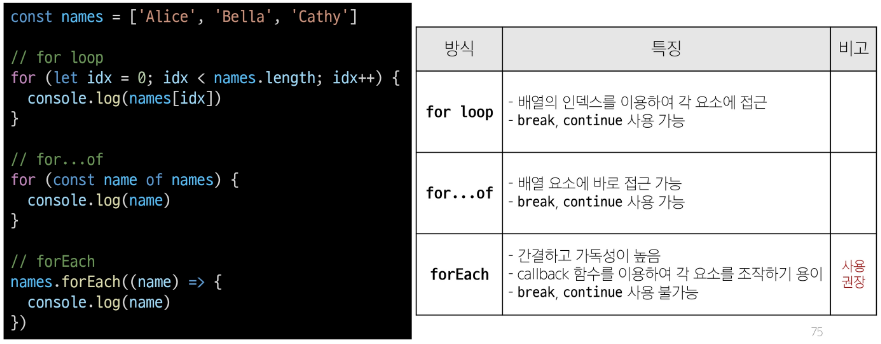 const names = ['Alice', 'Bella', 'Cathy']
// for loop
for (let idx = 0; idx < names.length; idx++) {
  console.log(names[idx])
}
// for...of
for (const name of names) {
  console.log(name)
}
// forEach
names.forEach((name) => {
  console.log(name)
})
방식
특징
비고
for loop
- 배열의 인덱스를 이용하여 각 요소에 접근
- break, continue 사용 가능
for...of
- 배열 요소에 바로 접근 가능
- break, continue 사용 가능
forEach
- 간결하고 가독성이 높음
- callback 함수를 이용하여 각 요소를 조작하기 용이
- break, continue 사용 불가능
사용
권장
75